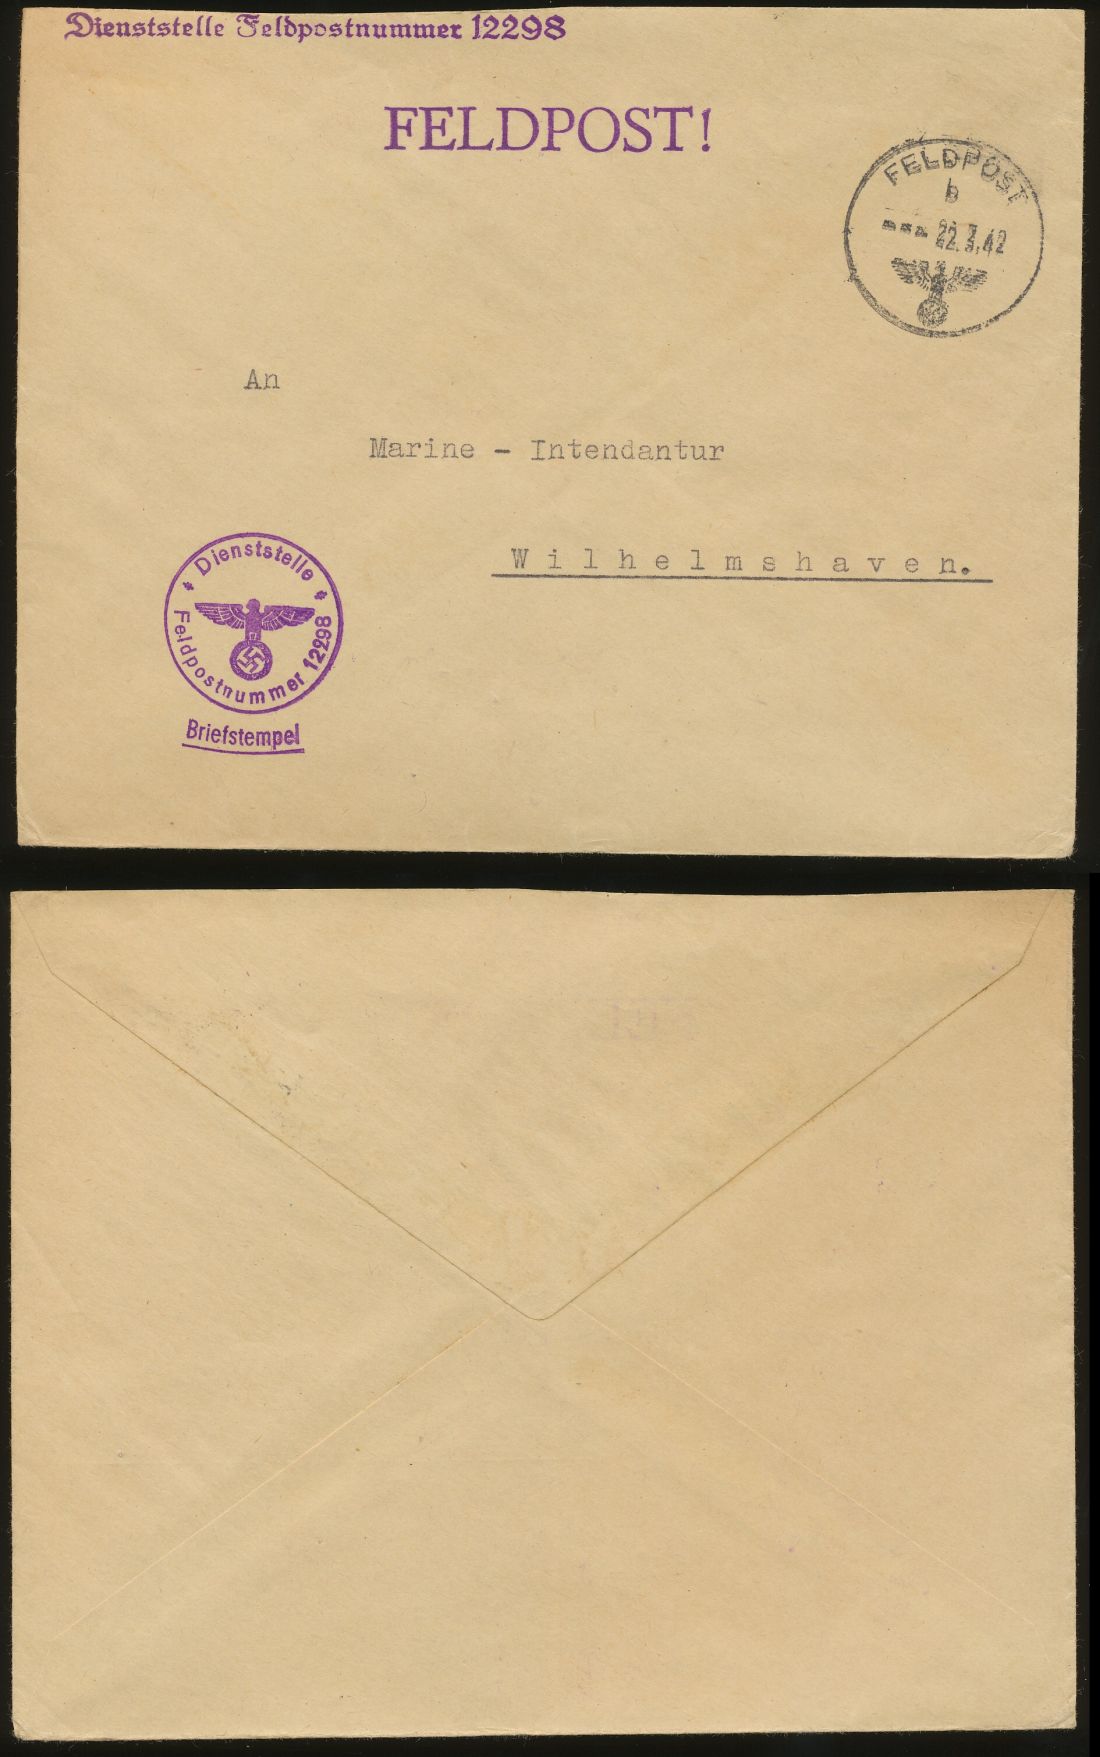 Dienststelle Feldpostnummer 12298
FELDPOST!
FELDPOST
b
22.3.42
An
Marine - Intendantur
Wilhelmshaven.
* Dienststelle *
Feldpostnummer 12298
Briefstempel